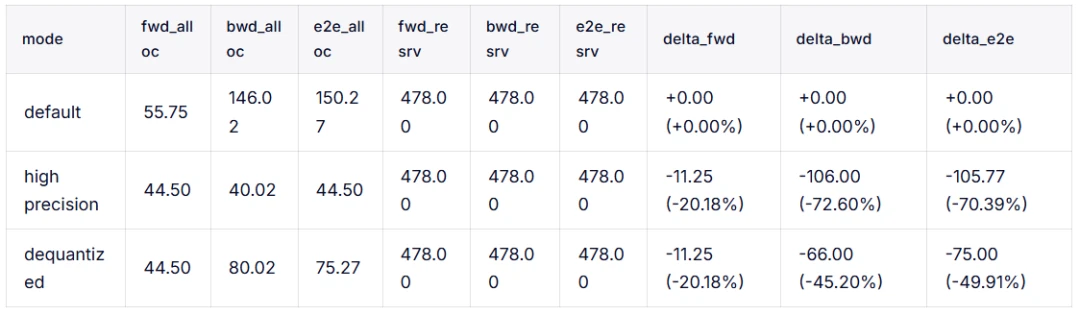 mode fwd_all bwd_all e2e_all fwd_re bwd_re e2e_re delta_fwd delta_bwd delta_e2e
oc oc oc srv srv srv
default 55.75 146.0 150.2 478.0 478.0 478.0 +0.00 +0.00 +0.00
2 7 0 0 0 (+0.00%) (+0.00%) (+0.00%)
high 44.50 40.02 44.50 478.0 478.0 478.0 -11.25 -106.00 -105.77
precision 0 0 0 (-20.18%) (-72.60%) (-70.39%)
dequantiz 44.50 80.02 75.27 478.0 478.0 478.0 -11.25 -66.00 -75.00
ed 0 0 0 (-20.18%) (-45.20%) (-49.91%)